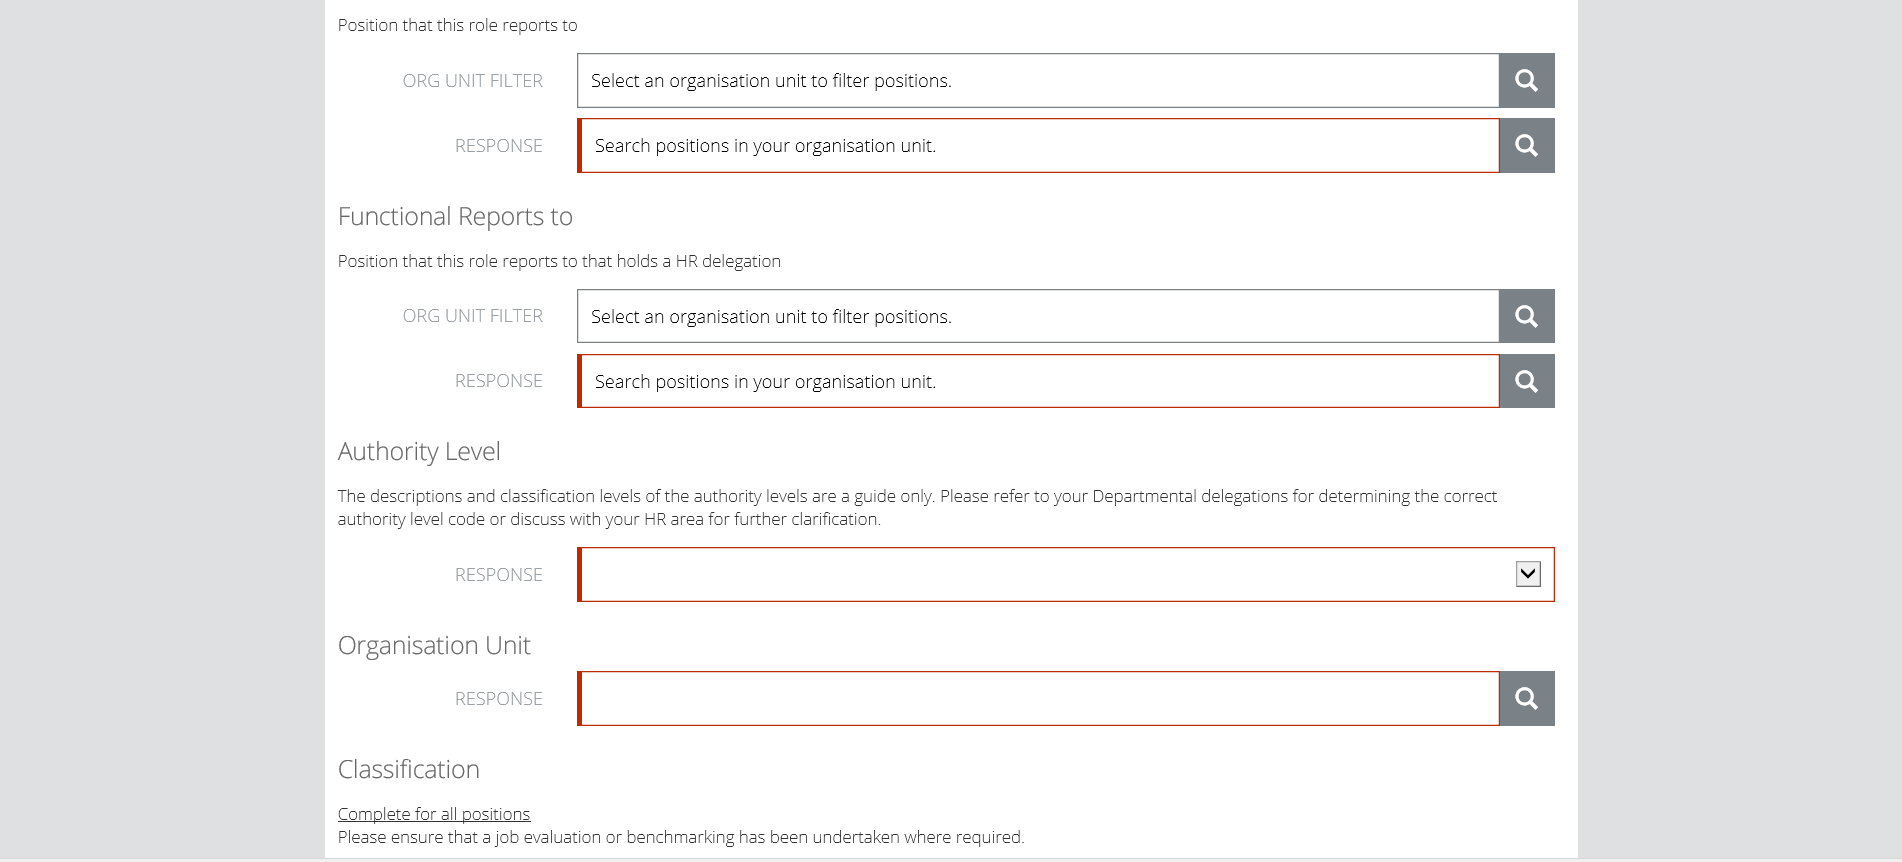 Position that this role reports to
ORG UNIT FILTER
Select an organisation unit to filter positions.
RESPONSE
Search positions in your organisation unit.
Functional Reports to
Position that this role reports to that holds a HR delegation
ORG UNIT FILTER
Select an organisation unit to filter positions.
RESPONSE
Search positions in your organisation unit.
Authority Level
The descriptions and classification levels of the authority levels are a guide only. Please refer to your Departmental delegations for determining the correct
authority level code or discuss with your HR area for further clarification.
RESPONSE
Organisation Unit
RESPONSE
Classification
Complete for all positions
Please ensure that a job evaluation or benchmarking has been undertaken where required.